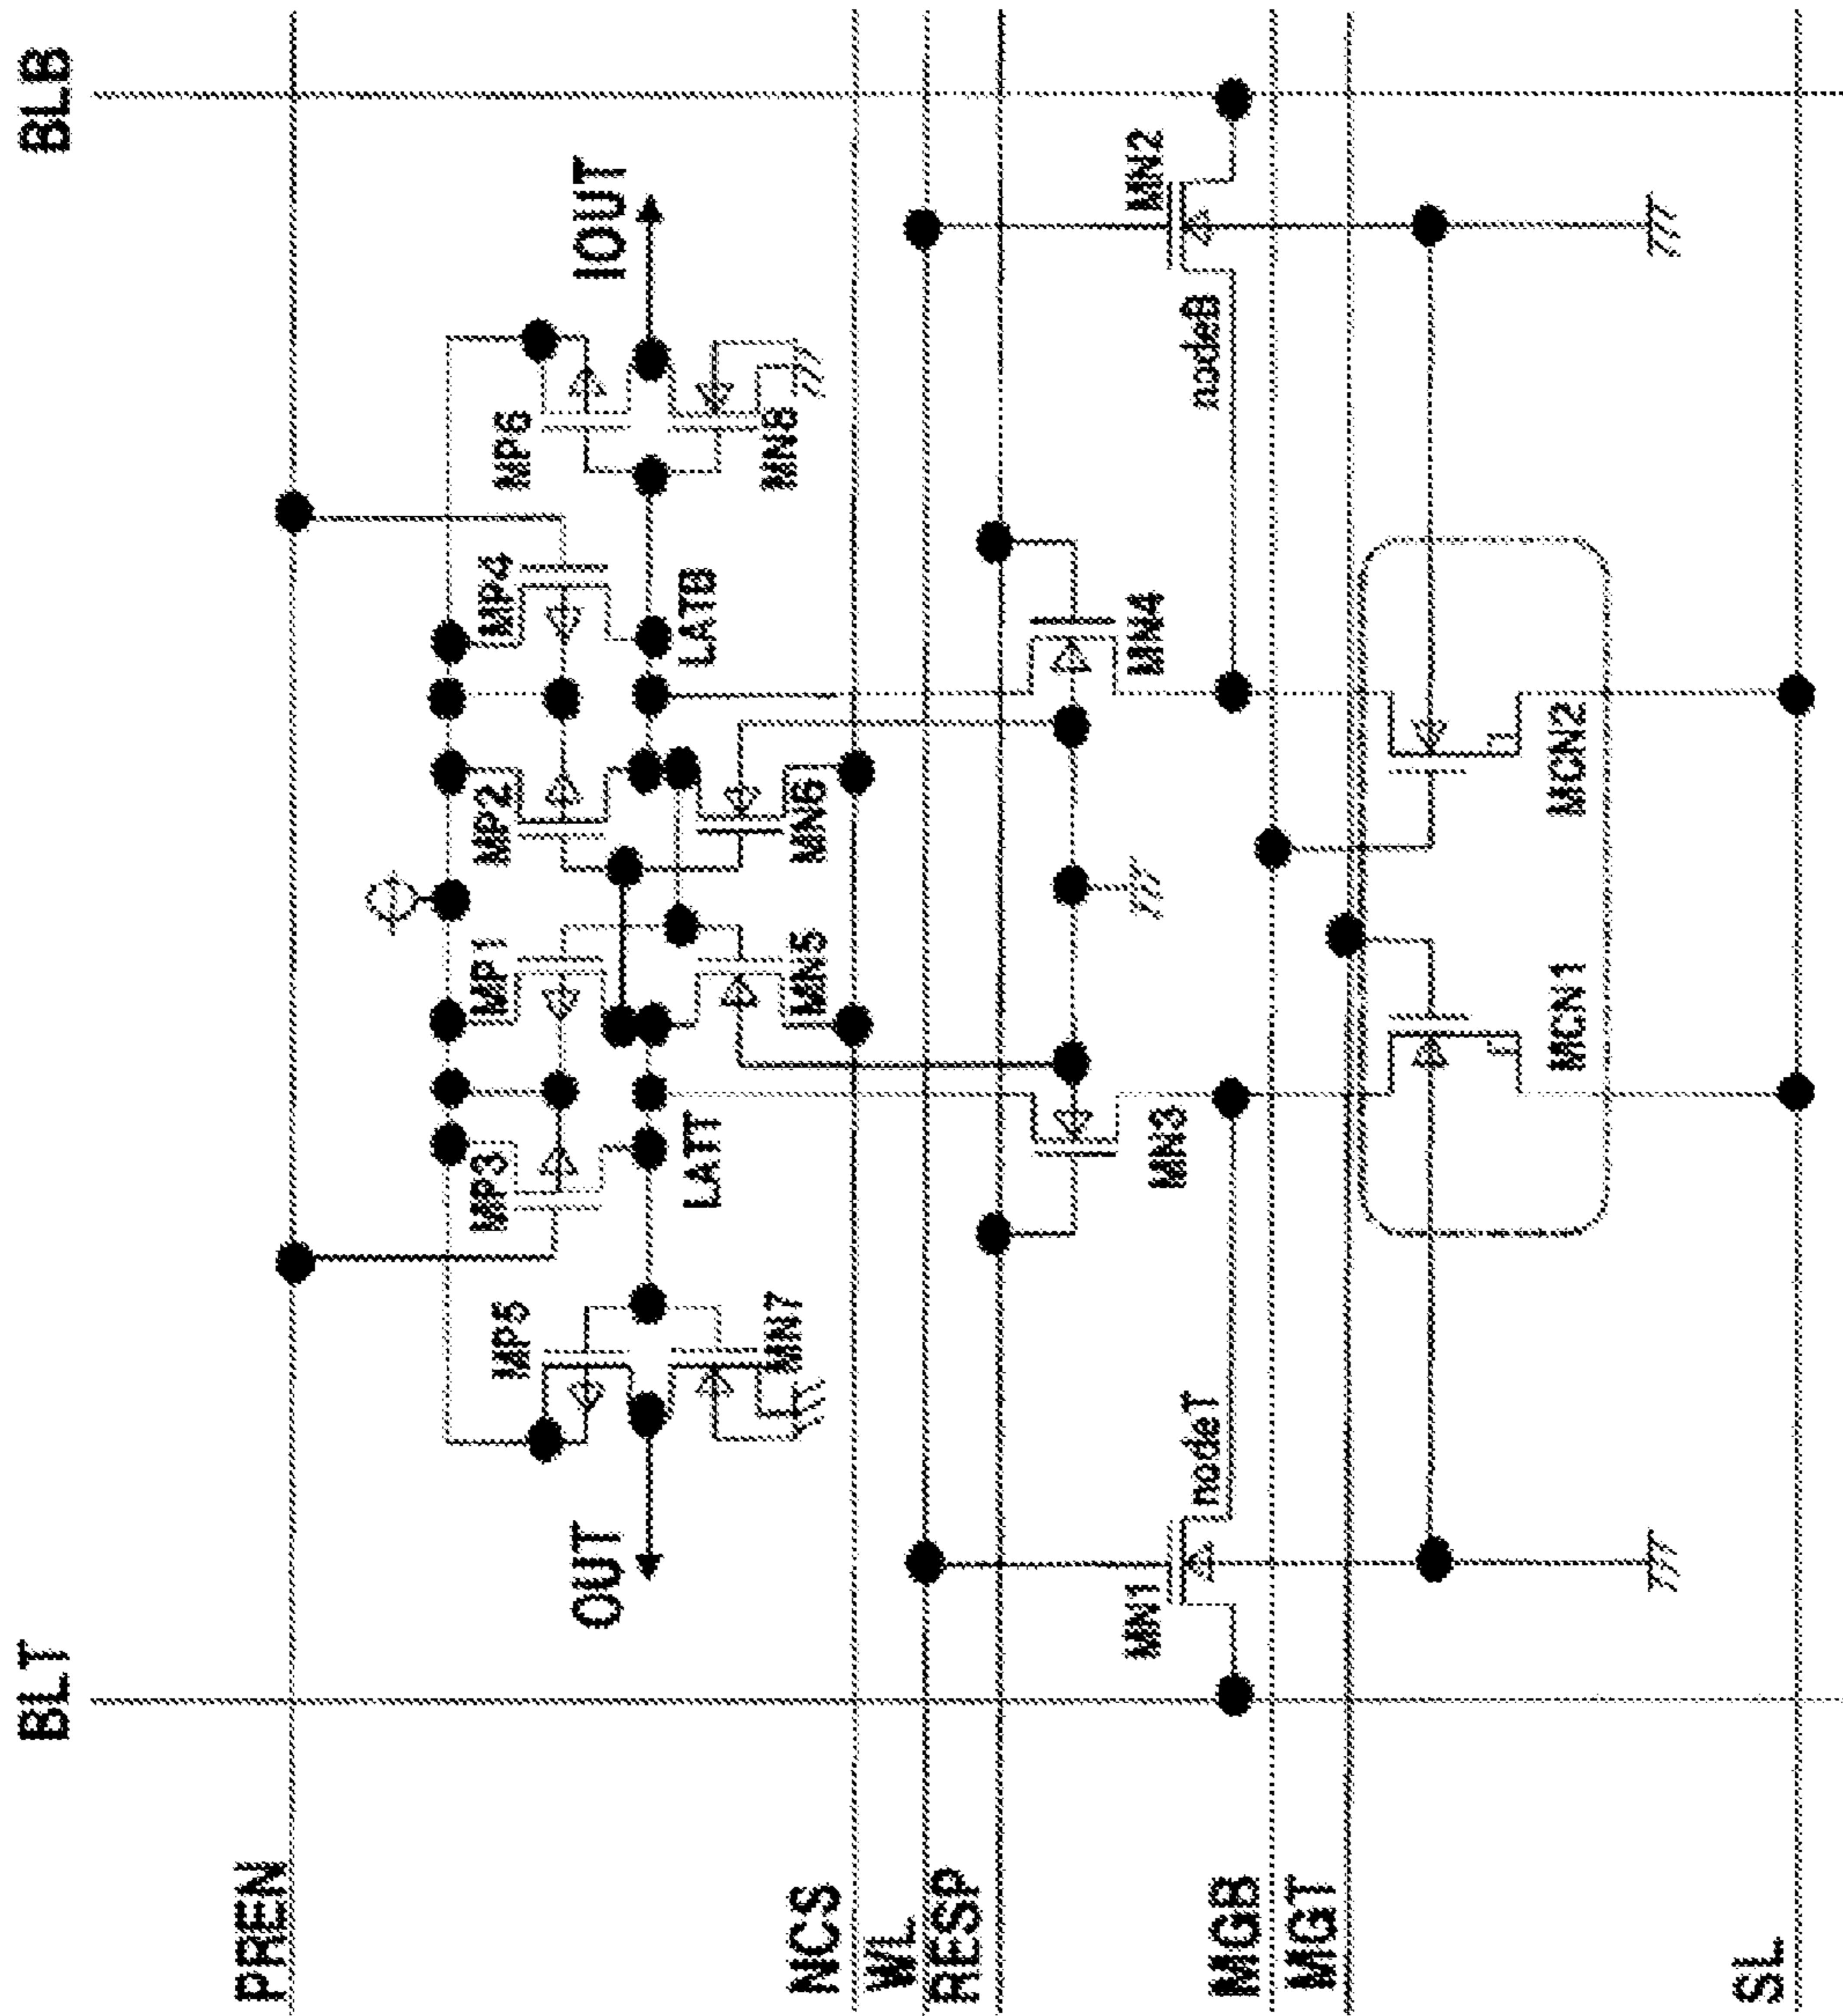 BLT
BLB
PREN
OUT
IOUT
MP5
MP3
MP1
MP2
MP4
MP6
MN7
LATT
MN5
MN6
LATB
MN8
NCS
WL
RESP
MN1
nodeT
MN3
MN4
nodeB
MN2
MGB
MGT
MCN1
MCN2
SL